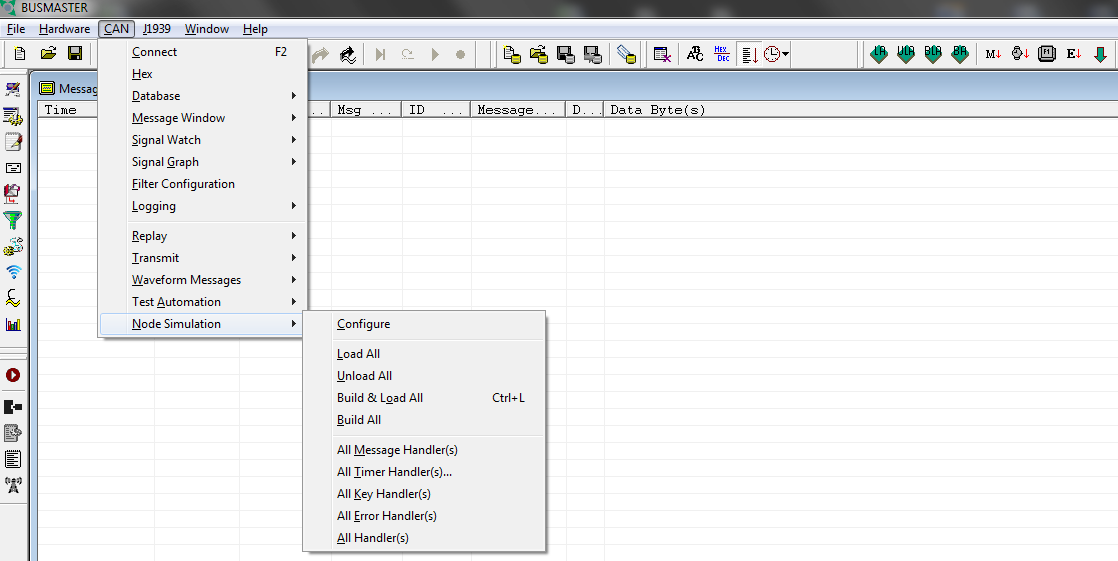 BUSMASTER
File Hardware CAN J1939 Window Help
Connect F2
Hex
Database
Message Window
Signal Watch
Signal Graph
Filter Configuration
Logging
Replay
Transmit
Waveform Messages
Test Automation
Node Simulation
Configure
Load All
Unload All
Build & Load All Ctrl+L
Build All
All Message Handler(s)
All Timer Handler(s)...
All Key Handler(s)
All Error Handler(s)
All Handler(s)
Messag
Time Msg ... ID ... Message... D... Data Byte(s)
Hex
DEC
M↓
E↓